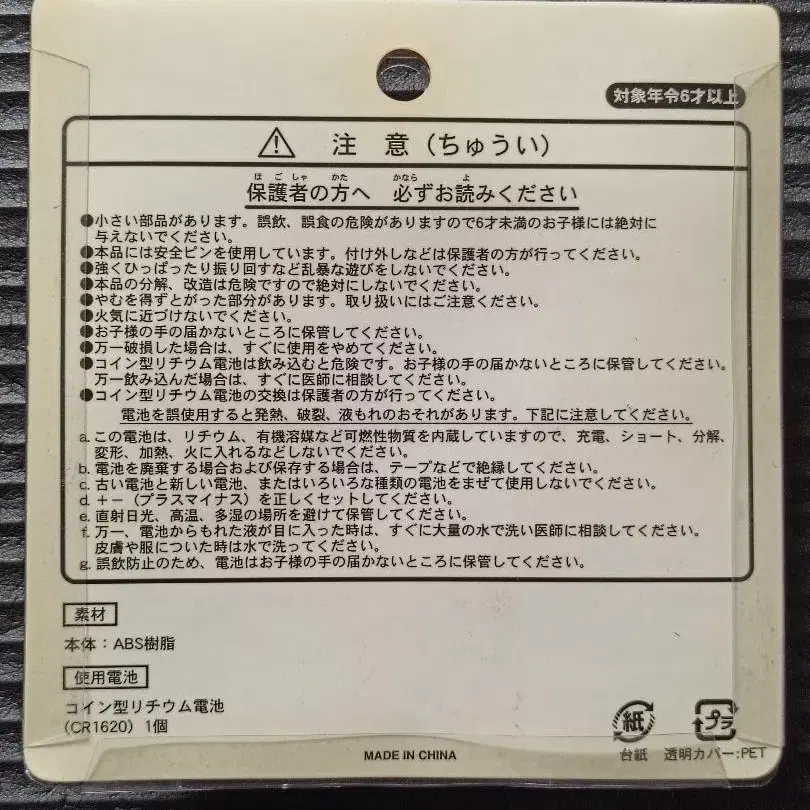 対象年令6才以上
注 意（ちゅうい）
ほごしゃ かた かなら よ
保護者の方へ 必ずお読みください
●小さい部品があります。誤飲、誤食の危険がありますので6才未満のお子様には絶対に
与えないでください。
●本品には安全ピンを使用しています。付け外しなどは保護者の方が行ってください。
●強くひっぱったり振り回すなど乱暴な遊びをしないでください。
●本品の分解、改造は危険ですので絶対にしないでください。
●やむを得ずとがった部分があります。取り扱いにはご注意ください。
●火気に近づけないでください。
●お子様の手の届かないところに保管してください。
●万一破損した場合は、すぐに使用をやめてください。
●コイン型リチウム電池は飲み込むと危険です。お子様の手の届かないところに保管してください。
万一飲み込んだ場合は、すぐに医師に相談してください。
●コイン型リチウム電池の交換は保護者の方が行ってください。
電池を誤使用すると発熱、破裂、液もれのおそれがあります。下記に注意してください。
a. この電池は、リチウム、有機溶媒など可燃性物質を内蔵していますので、充電、ショート、分解、
変形、加熱、火に入れるなどしないでください。
b. 電池を廃棄する場合および保存する場合は、テープなどで絶縁してください。
c. 古い電池と新しい電池、またはいろいろな種類の電池をまぜて使用しないでください。
d. +−（プラスマイナス）を正しくセットしてください。
e. 直射日光、高温、多湿の場所を避けて保管してください。
f. 万一、電池からもれた液が目に入った時は、すぐに大量の水で洗い医師に相談してください。
皮膚や服についた時は水で洗ってください。
g. 誤飲防止のため、電池はお子様の手の届かないところに保管してください。
素材
本体：ABS樹脂
使用電池
コイン型リチウム電池
(CR1620) 1個
紙 プラ
台紙 透明カバー:PET
MADE IN CHINA